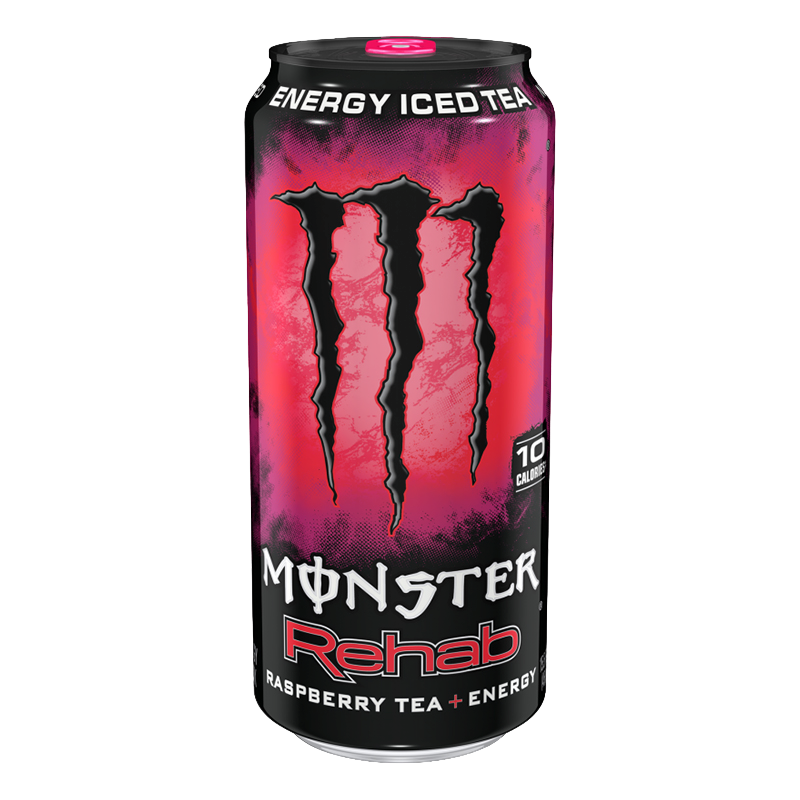 ENERGY ICED TEA
10
CALORIES
MONSTER
Rehab
RASPBERRY TEA + ENERGY